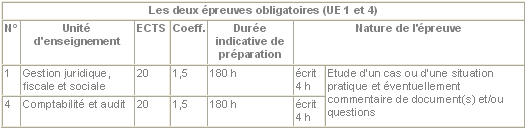 Les deux épreuves obligatoires (UE 1 et 4)
N° Unité d'enseignement ECTS Coeff. Durée indicative de préparation Nature de l'épreuve
1 Gestion juridique, fiscale et sociale 20 1,5 180 h écrit 4 h Etude d'un cas ou d'une situation pratique et éventuellement commentaire de document(s) et/ou questions
4 Comptabilité et audit 20 1,5 180 h écrit 4 h